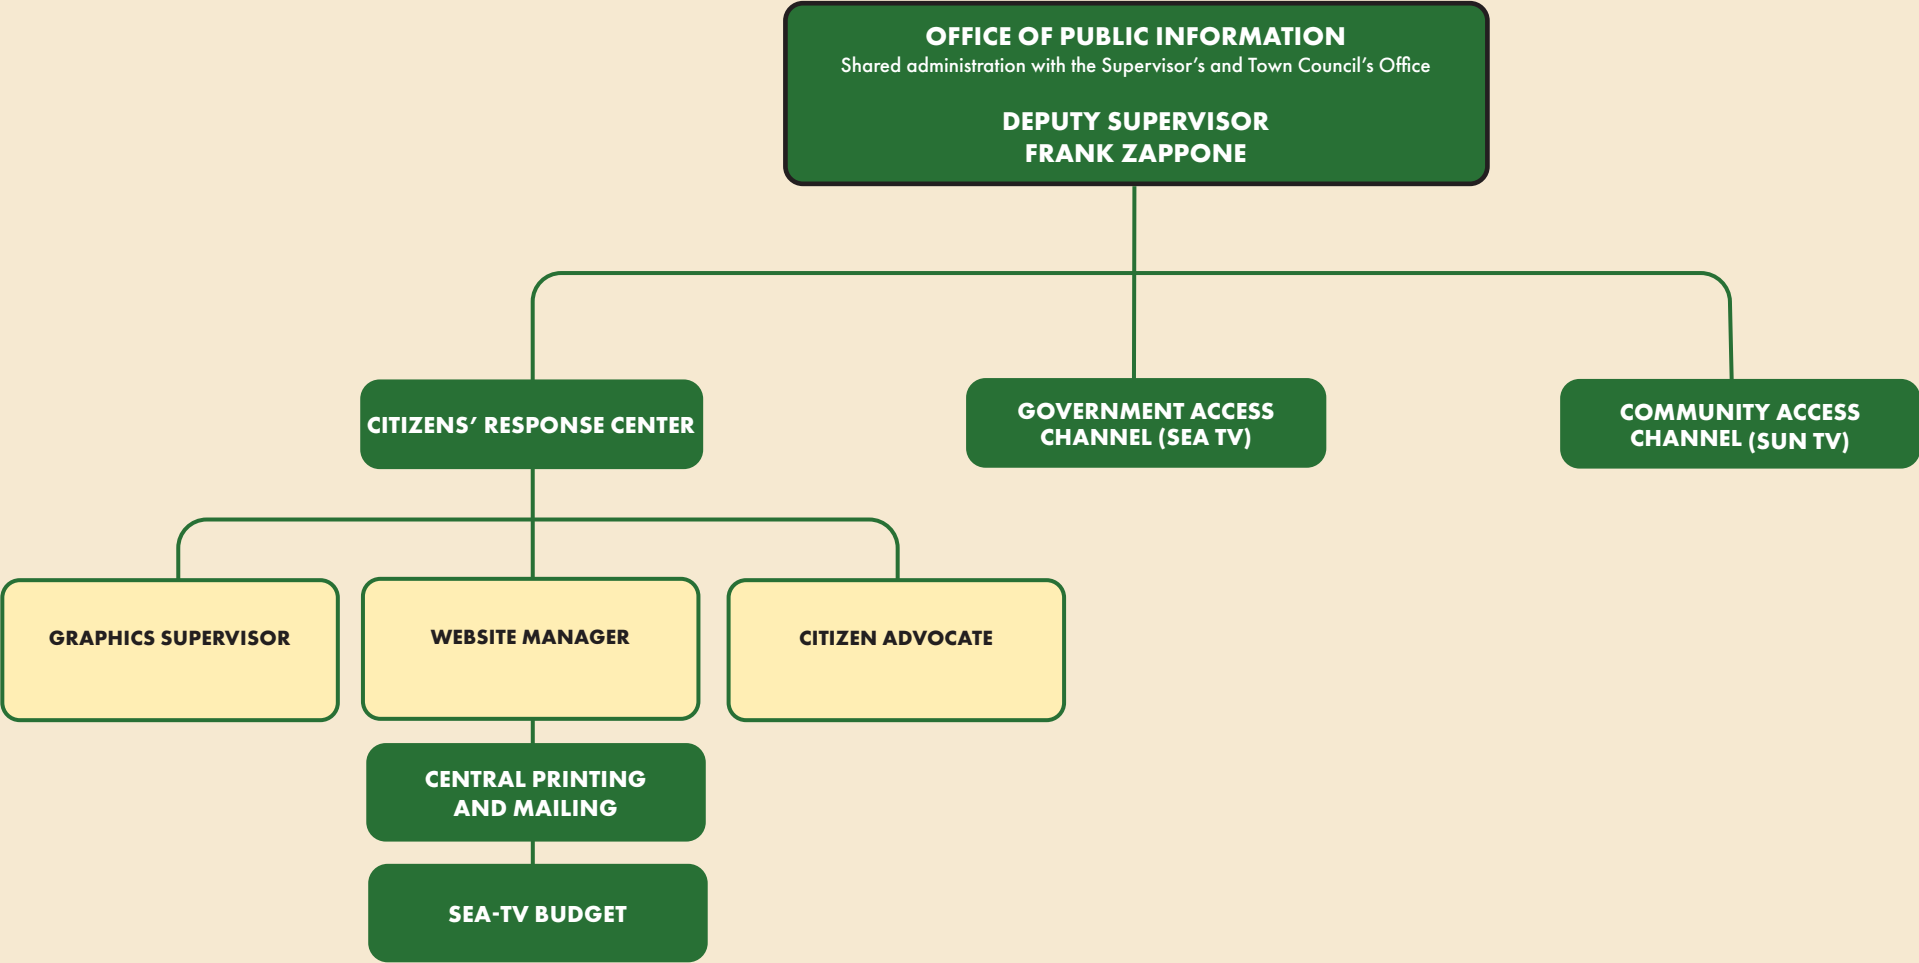 OFFICE OF PUBLIC INFORMATION
Shared administration with the Supervisor’s and Town Council’s Office
DEPUTY SUPERVISOR
FRANK ZAPPONE
CITIZENS’ RESPONSE CENTER
GOVERNMENT ACCESS
CHANNEL (SEA TV)
COMMUNITY ACCESS
CHANNEL (SUN TV)
GRAPHICS SUPERVISOR
WEBSITE MANAGER
CITIZEN ADVOCATE
CENTRAL PRINTING
AND MAILING
SEA-TV BUDGET